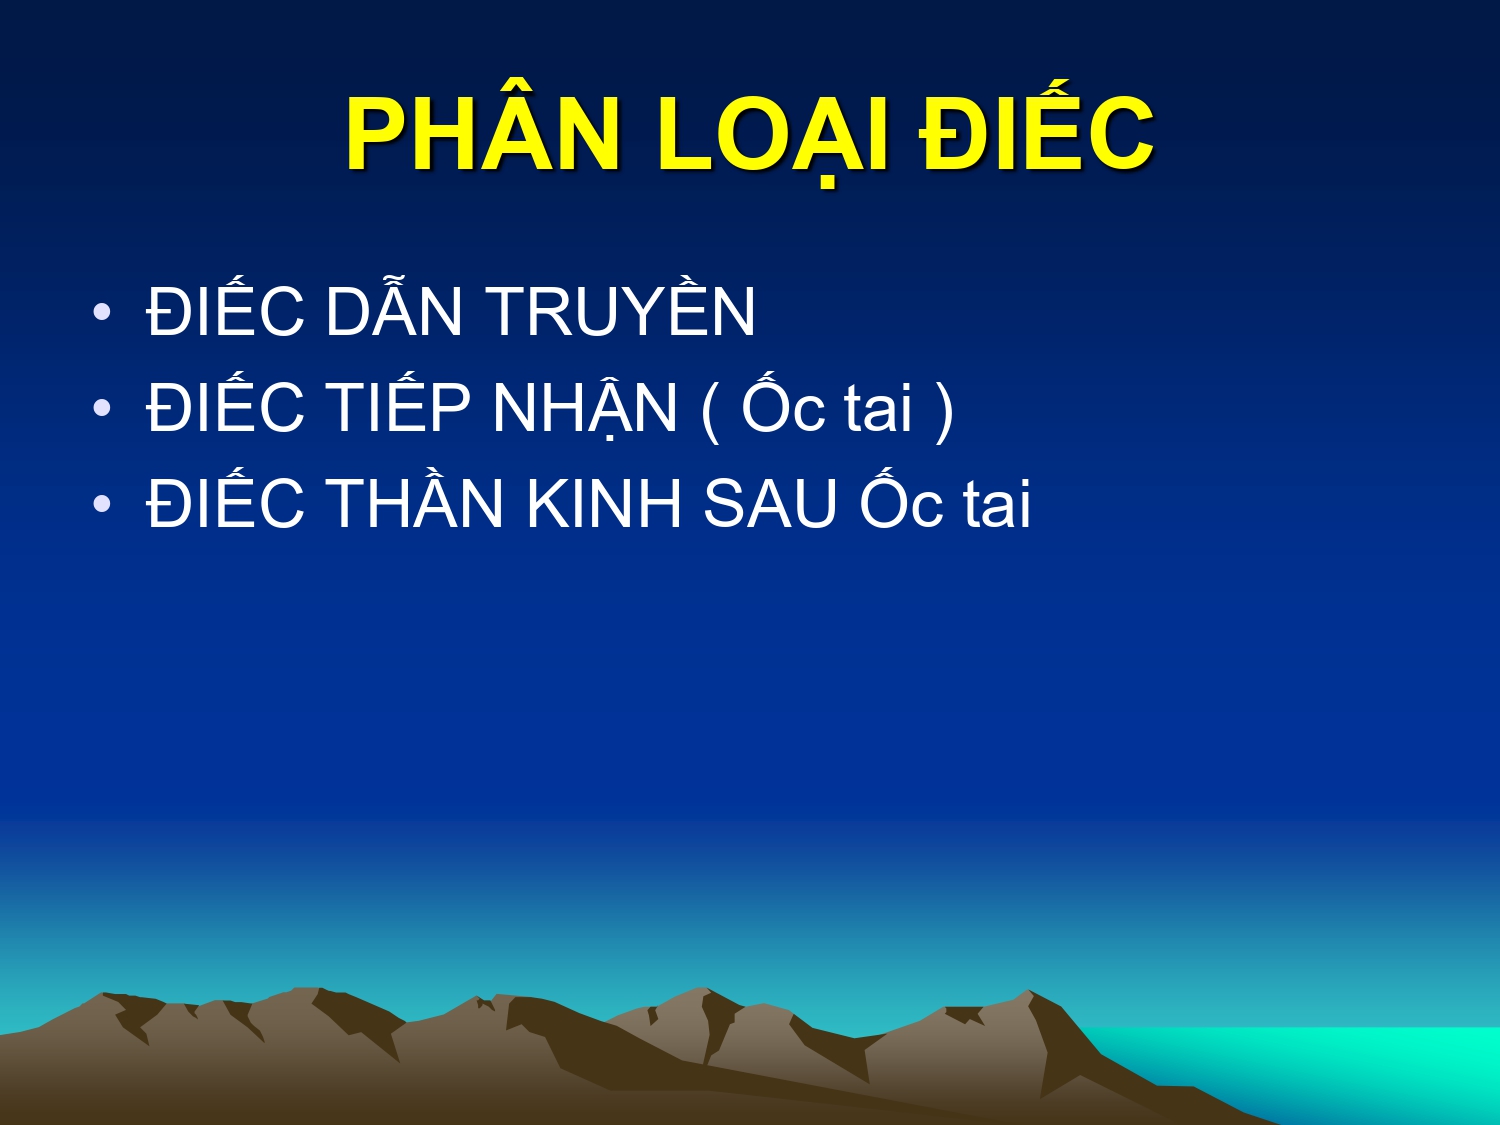 PHÂN LOẠI ĐIẾC
• ĐIẾC DẪN TRUYỀN
• ĐIẾC TIẾP NHẬN ( Ốc tai )
• ĐIẾC THẦN KINH SAU Ốc tai